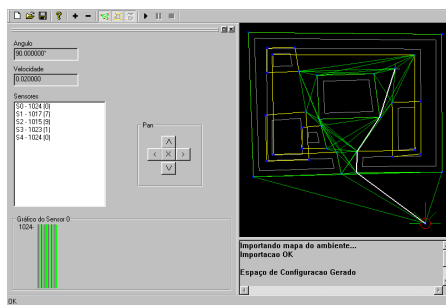 Angulo
90.000000°
Velocidade
0.020000
Sensores
S0 - 1024 (0)
S1 - 1017 (7)
S2 - 1015 (9)
S3 - 1023 (1)
S4 - 1024 (0)
Pan
Gráfico do Sensor 0
1024-
Importando mapa do ambiente...
Importacao OK
Espaço de Configuracão Gerado
OK